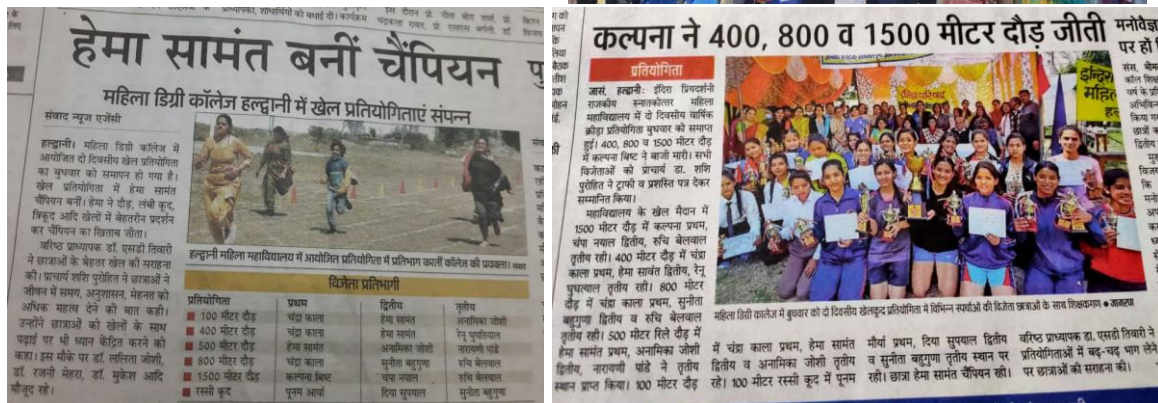 हेमा सामंत बनीं चैंपियन
महिला डिग्री कॉलेज हल्द्वानी में खेल प्रतियोगिताएं संपन्न
संवाद न्यूज एजेंसी
हल्द्वानी। महिला डिग्री कॉलेज में
आयोजित दो दिवसीय खेल प्रतियोगिता
का बुधवार को समापन हो गया है।
खेल प्रतियोगिता में हेमा सामंत
चैंपियन बनीं। हेमा ने दौड़, लंबी कूद,
त्रिकूद आदि खेलों में बेहतरीन प्रदर्शन
कर चैंपियन का खिताब जीता।
वरिष्ठ प्राध्यापक डॉ. एसडी तिवारी
ने छात्राओं के बेहतर खेल की सराहना
की। प्राचार्य शशि पुरोहित ने छात्राओं ने
जीवन में समय, अनुशासन, मेहनत को
अधिक महत्व देने की बात कही।
उन्होंने छात्राओं को खेलों के साथ
पढ़ाई पर भी ध्यान केंद्रित करने को
कहा। इस मौके पर डॉ. ललिता जोशी,
डॉ. रजनी मेहरा, डॉ. मुकेश आदि
मौजूद रहे।
हल्द्वानी महिला महाविद्यालय में आयोजित प्रतियोगिता में प्रतिभाग करतीं कॉलेज की प्रवक्ता।
विजेता प्रतिभागी
प्रतियोगिता प्रथम द्वितीय तृतीय
100 मीटर दौड़ चंद्रा काला हेमा सामंत अनामिका जोशी
400 मीटर दौड़ चंद्रा काला हेमा सामंत रेनू घुघतियाल
500 मीटर दौड़ हेमा सामंत अनामिका जोशी नारायणी पांडे
800 मीटर दौड़ चंद्रा काला सुनीता बहुगुणा रुचि बेलवाल
1500 मीटर दौड़ कल्पना बिष्ट चंपा नयाल रुचि बेलवाल
रस्सी कूद पूनम आर्या दिया सुपयाल सुनीता बहुगुणा
कल्पना ने 400, 800 व 1500 मीटर दौड़ जीती
प्रतियोगिता
जासं, हल्द्वानी: इंदिरा प्रियदर्शनी
राजकीय स्नातकोत्तर महिला
महाविद्यालय में दो दिवसीय वार्षिक
क्रीड़ा प्रतियोगिता बुधवार को समाप्त
हुई। 400, 800 व 1500 मीटर दौड़
में कल्पना बिष्ट ने बाजी मारी। सभी
विजेताओं को प्राचार्य डा. शशि
पुरोहित ने ट्राफी व प्रशस्ति पत्र देकर
सम्मानित किया।
महाविद्यालय के खेल मैदान में
1500 मीटर दौड़ में कल्पना प्रथम,
चंपा नयाल द्वितीय, रुचि बेलवाल
तृतीय रही। 400 मीटर दौड़ में चंद्रा
काला प्रथम, हेमा सावंत द्वितीय, रेनू
घुघत्याल तृतीय रही। 800 मीटर
दौड़ में चंद्रा काला प्रथम, सुनीता
बहुगुणा द्वितीय व रुचि बेलवाल
तृतीय रही। 500 मीटर रिले दौड़ में
हेमा सामंत प्रथम, अनामिका जोशी
द्वितीय, नारायणी पांडे ने तृतीय
स्थान प्राप्त किया। 100 मीटर दौड़
महिला डिग्री कालेज में बुधवार को दो दिवसीय खेलकूद प्रतियोगिता में विभिन्न स्पर्धाओं की विजेता छात्राओं के साथ शिक्षकगण ● जागरण
में चंद्रा काला प्रथम, हेमा सामंत
द्वितीय व अनामिका जोशी तृतीय
रहे। 100 मीटर रस्सी कूद में पूनम
मौर्या प्रथम, दिया सुपयाल द्वितीय
व सुनीता बहुगुणा तृतीय स्थान पर
रही। छात्रा हेमा सामंत चैंपियन रही।
वरिष्ठ प्राध्यापक डा. एसडी तिवारी ने
प्रतियोगिताओं में बढ़-चढ़ भाग लेने
पर छात्राओं की सराहना की।